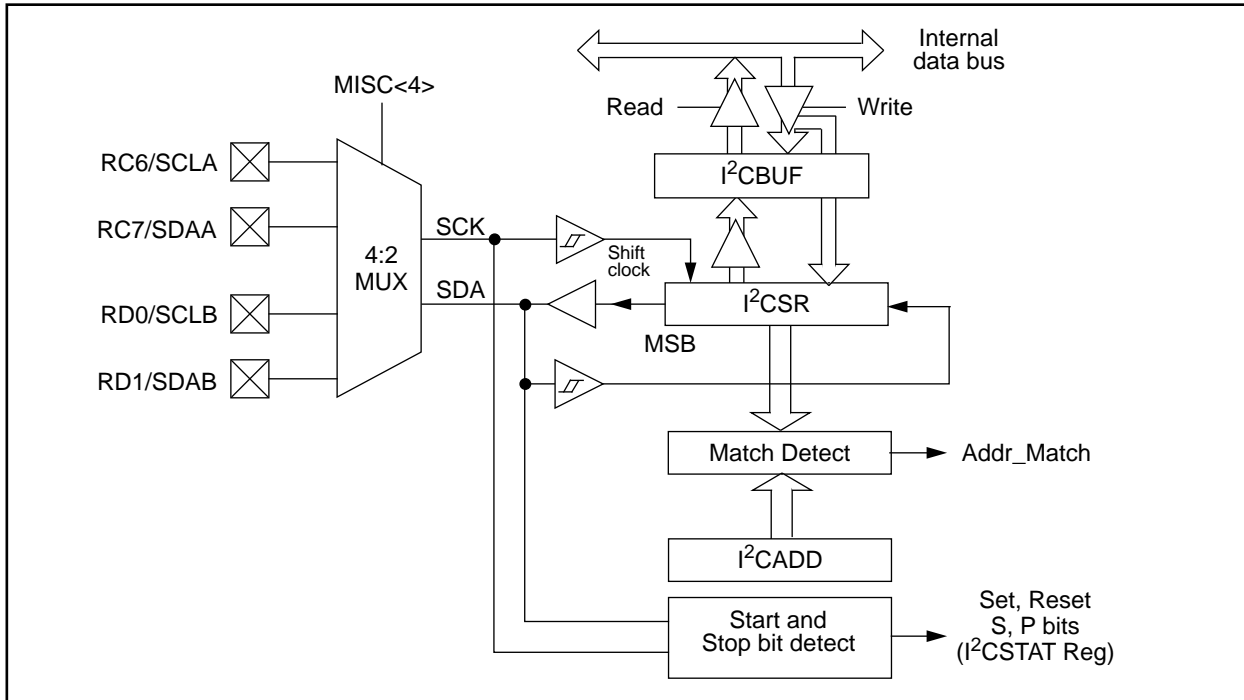 Internal
data bus
MISC<4>
Read
Write
RC6/SCLA
I²CBUF
RC7/SDAA
SCK
Shift
clock
4:2
MUX
SDA
I²CSR
RD0/SCLB
MSB
RD1/SDAB
Match Detect
Addr_Match
I²CADD
Start and
Stop bit detect
Set, Reset
S, P bits
(I²CSTAT Reg)